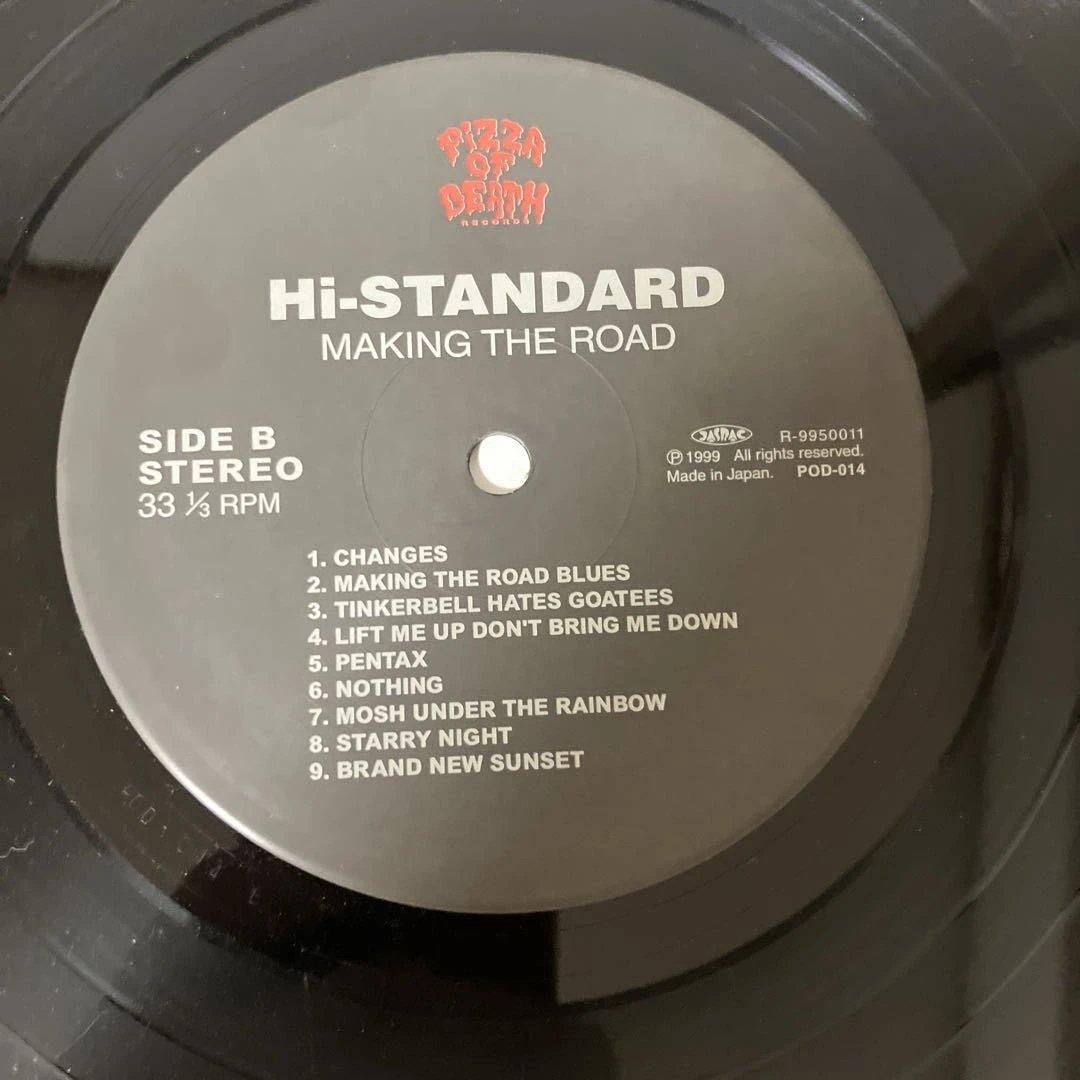 PiZZA
OF
DEATH
RECORDS
Hi-STANDARD
MAKING THE ROAD
SIDE B
STEREO
33 ⅓ RPM
JASRAC R-9950011
Ⓟ 1999 All rights reserved.
Made in Japan. POD-014
1. CHANGES
2. MAKING THE ROAD BLUES
3. TINKERBELL HATES GOATEES
4. LIFT ME UP DON'T BRING ME DOWN
5. PENTAX
6. NOTHING
7. MOSH UNDER THE RAINBOW
8. STARRY NIGHT
9. BRAND NEW SUNSET